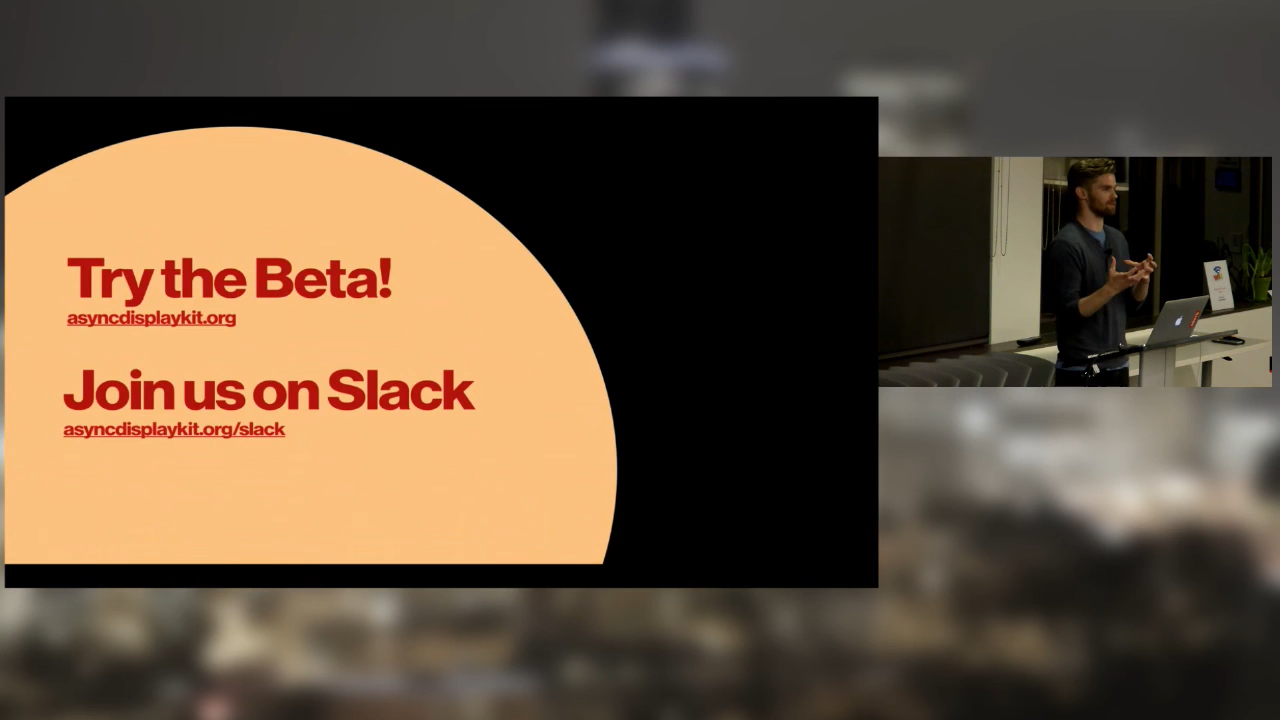 Try the Beta!
asyncdisplaykit.org
Join us on Slack
asyncdisplaykit.org/slack